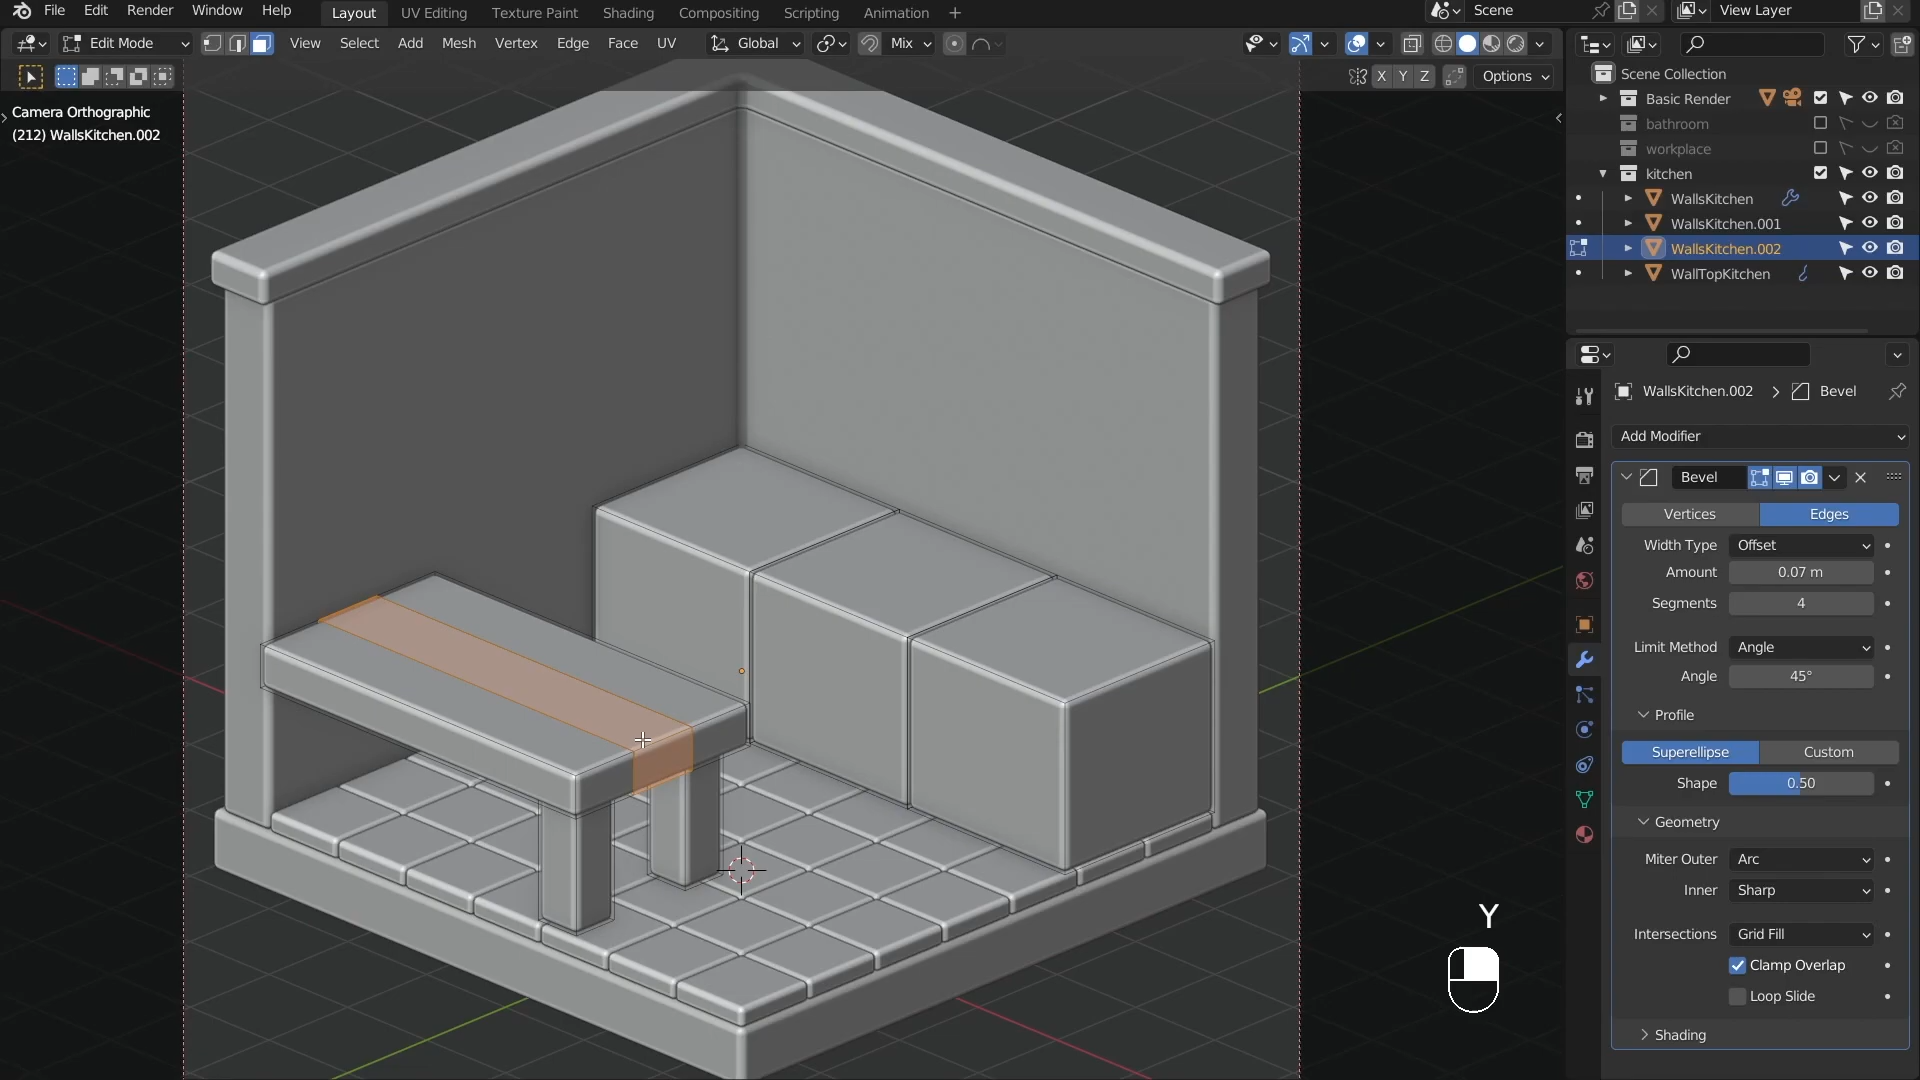 File Edit Render Window Help Layout UV Editing Texture Paint Shading Compositing Scripting Animation + Scene View Layer
Edit Mode View Select Add Mesh Vertex Edge Face UV Global Mix
X Y Z Options
Camera Orthographic
(212) WallsKitchen.002
Scene Collection
Basic Render
bathroom
workplace
kitchen
WallsKitchen
WallsKitchen.001
WallsKitchen.002
WallTopKitchen
WallsKitchen.002 > Bevel
Add Modifier
Bevel
Vertices Edges
Width Type Offset
Amount 0.07 m
Segments 4
Limit Method Angle
Angle 45°
Profile
Superellipse Custom
Shape 0.50
Geometry
Miter Outer Arc
Inner Sharp
Intersections Grid Fill
Clamp Overlap
Loop Slide
Shading
Y